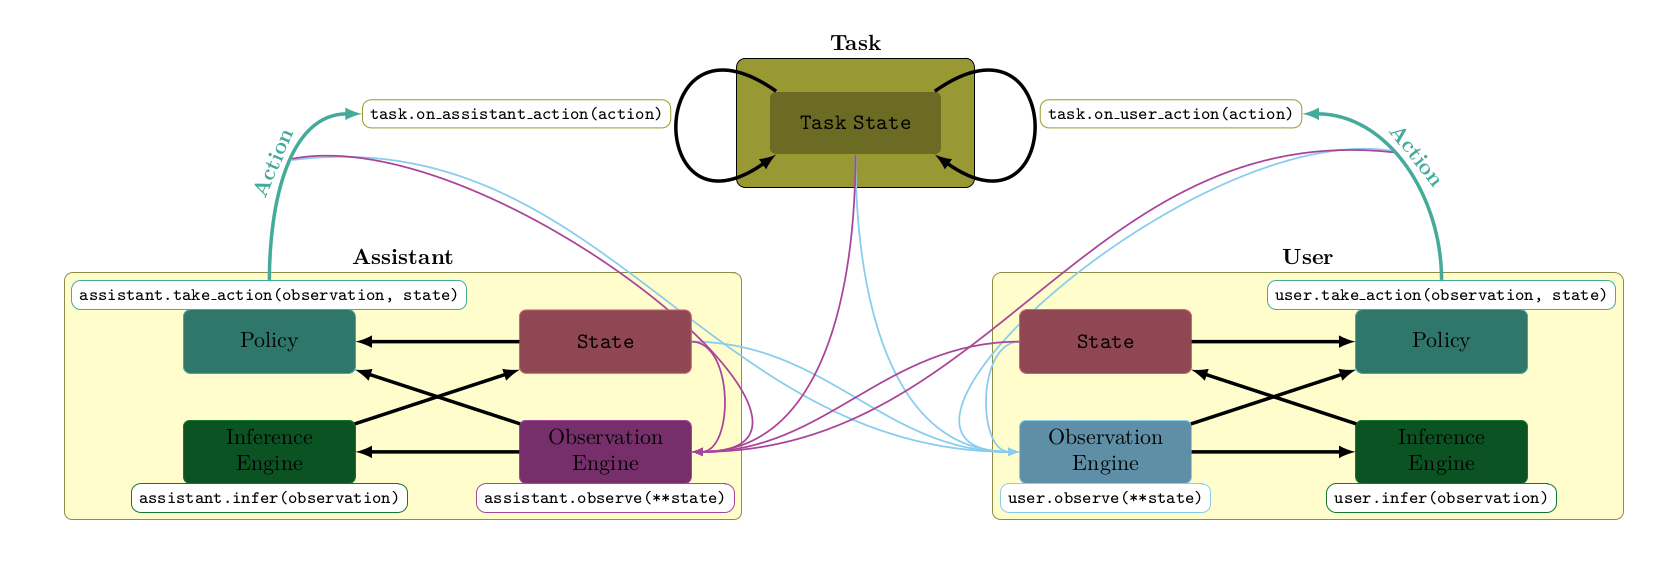 Task
task.on_assistant_action(action)
Task State
task.on_user_action(action)
Action
Action
Assistant
User
assistant.take_action(observation, state)
user.take_action(observation, state)
Policy
State
State
Policy
Inference
Engine
Observation
Engine
Observation
Engine
Inference
Engine
assistant.infer(observation)
assistant.observe(**state)
user.observe(**state)
user.infer(observation)